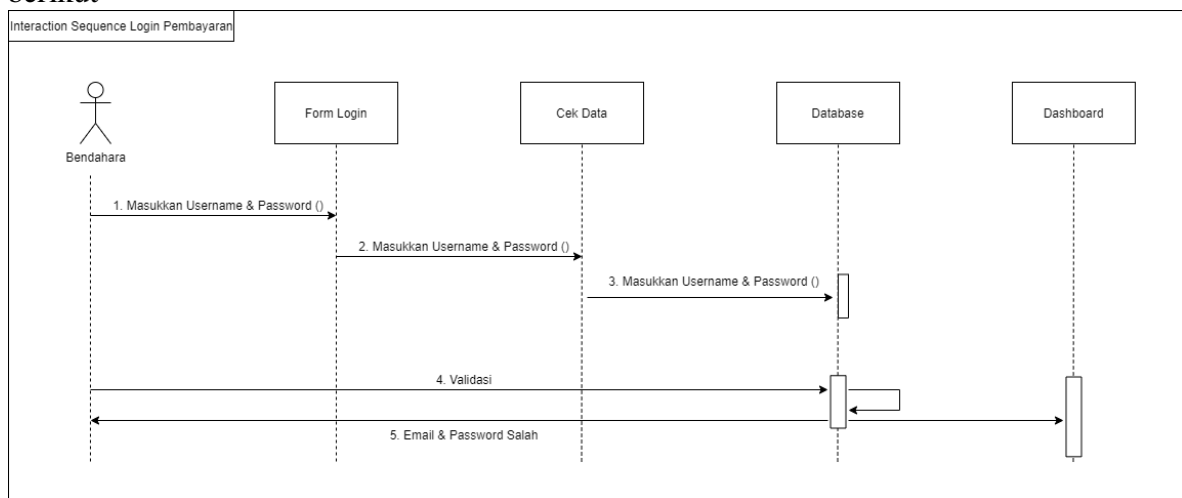 berikut
Interaction Sequence Login Pembayaran
Form Login
Cek Data
Database
Dashboard
Bendahara
1. Masukkan Username & Password ()
2. Masukkan Username & Password ()
3. Masukkan Username & Password ()
4. Validasi
5. Email & Password Salah